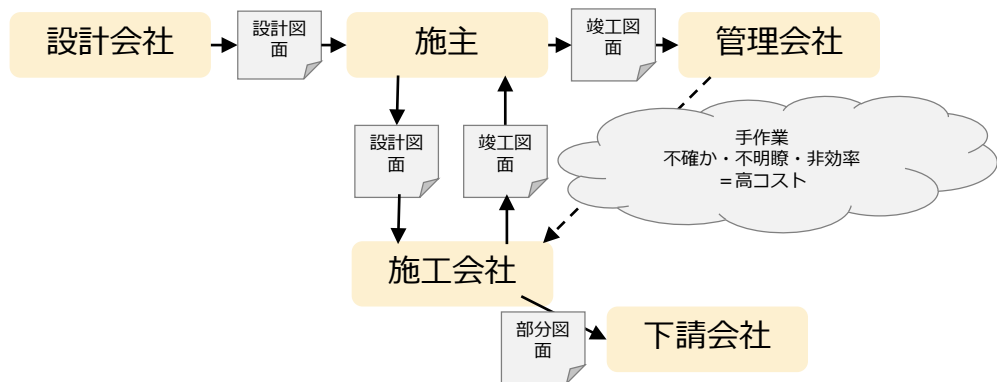 設計会社
設計図
面
施主
竣工図
面
管理会社
設計図
面
竣工図
面
手作業
不確か・不明瞭・非効率
＝高コスト
施工会社
部分図
面
下請会社